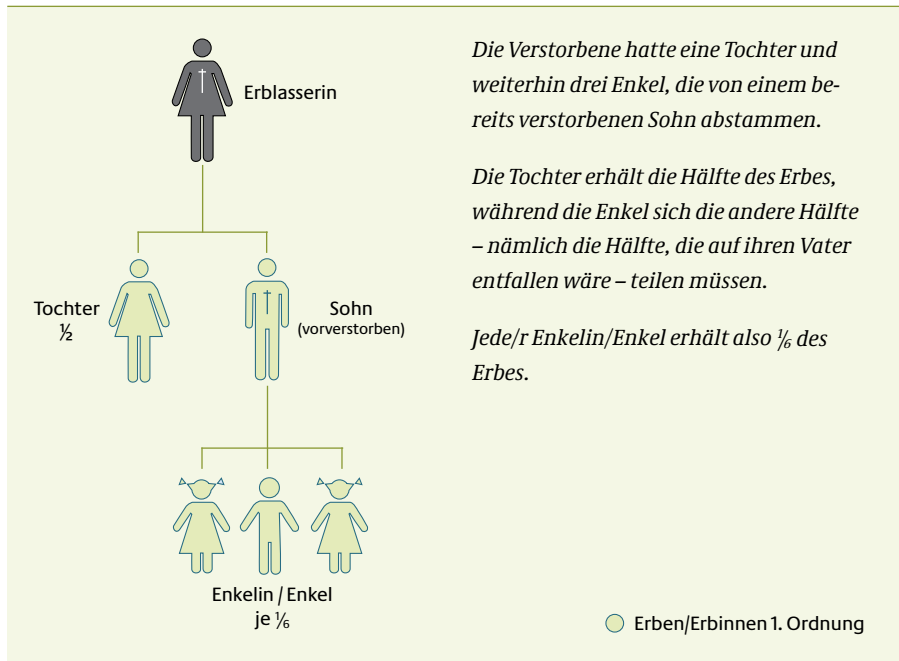 Erblasserin
Tochter
½
Sohn
(vorverstorben)
Enkelin / Enkel
je ⅙
Die Verstorbene hatte eine Tochter und
weiterhin drei Enkel, die von einem be-
reits verstorbenen Sohn abstammen.
Die Tochter erhält die Hälfte des Erbes,
während die Enkel sich die andere Hälfte
– nämlich die Hälfte, die auf ihren Vater
entfallen wäre – teilen müssen.
Jede/r Enkelin/Enkel erhält also ⅙ des
Erbes.
Erben/Erbinnen 1. Ordnung